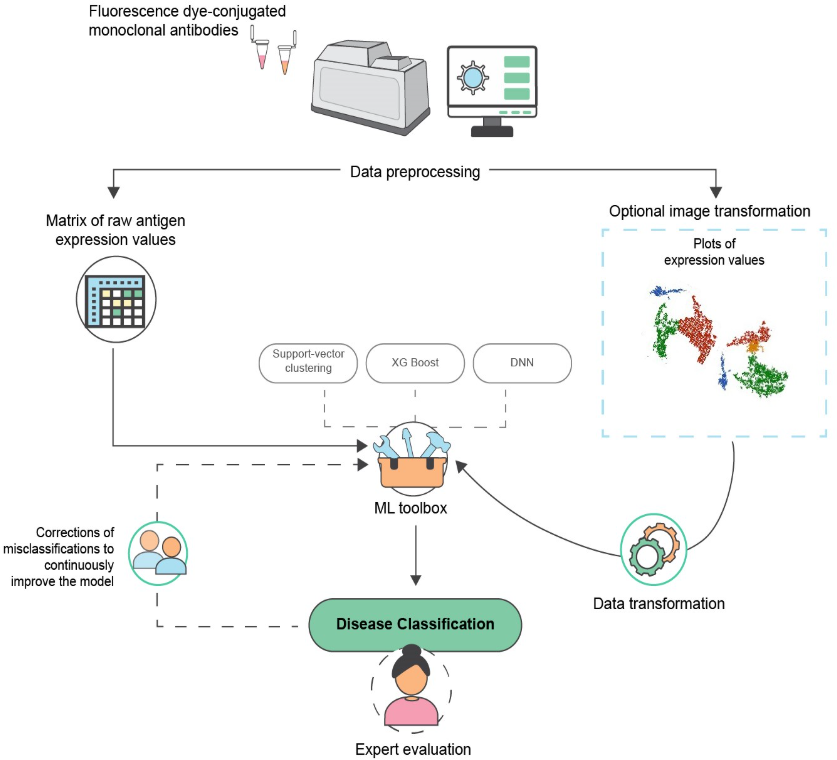 Fluorescence dye-conjugated
monoclonal antibodies
Data preprocessing
Matrix of raw antigen
expression values
Optional image transformation
Plots of
expression values
Support-vector
clustering
XG Boost
DNN
ML toolbox
Corrections of
misclassifications to
continuously
improve the model
Data transformation
Disease Classification
Expert evaluation